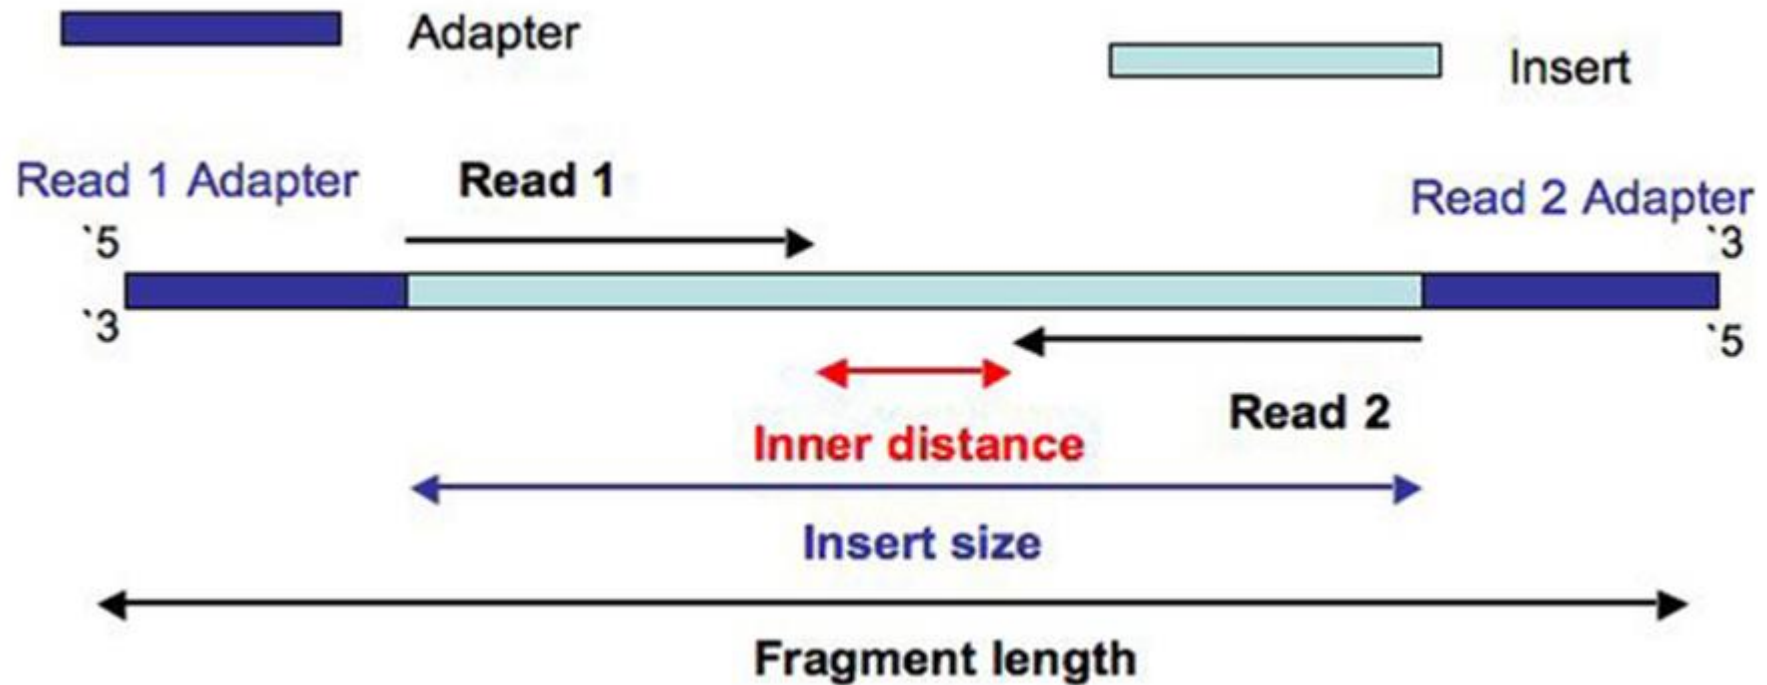 Adapter
Insert
Read 1 Adapter
Read 1
Read 2 Adapter
`5
`3
`3
`5
Read 2
Inner distance
Insert size
Fragment length